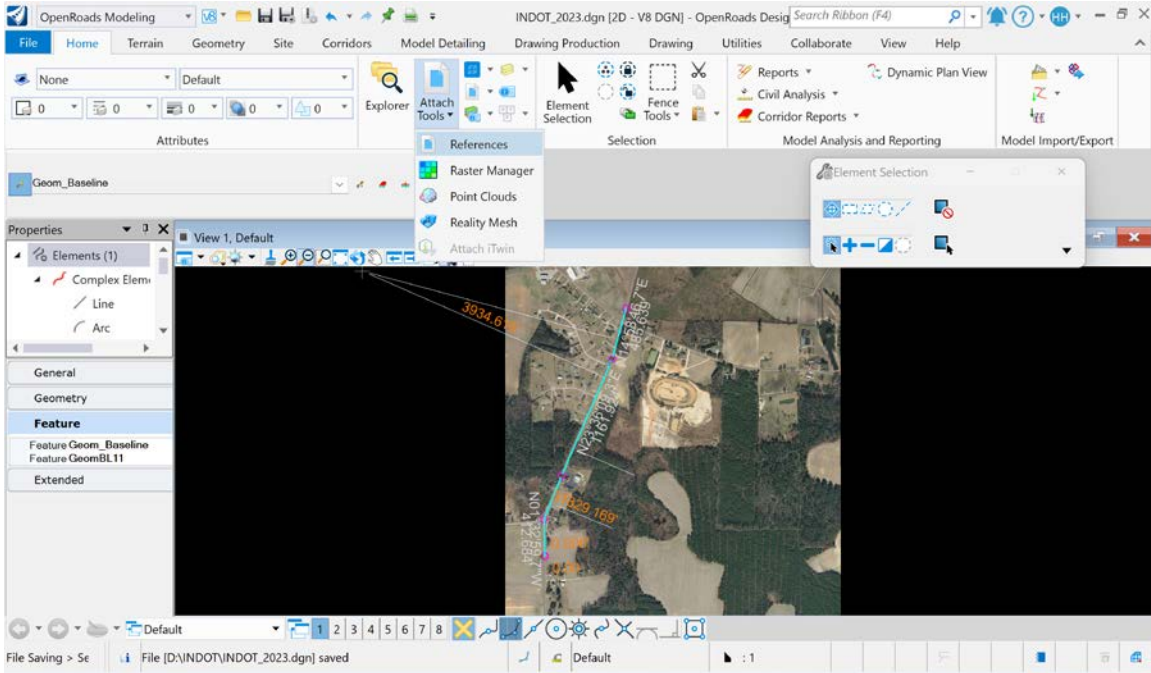 OpenRoads Modeling
INDOT_2023.dgn [2D - V8 DGN] - OpenRoads Desig
Search Ribbon (F4)
HH
File Home Terrain Geometry Site Corridors Model Detailing Drawing Production Drawing Utilities Collaborate View Help
None
Default
0 0 0 0 0
Attributes
Explorer
Attach Tools
Element Selection
Fence Tools
Selection
Reports
Civil Analysis
Corridor Reports
Dynamic Plan View
Model Analysis and Reporting
Model Import/Export
References
Raster Manager
Point Clouds
Reality Mesh
Attach iTwin
Geom_Baseline
Element Selection
Properties
Elements (1)
Complex Elem
Line
Arc
General
Geometry
Feature
Feature Geom_Baseline
Feature GeomBL11
Extended
View 1, Default
Default
1 2 3 4 5 6 7 8
File Saving > Se
File [D:\INDOT\INDOT_2023.dgn] saved
Default
: 1